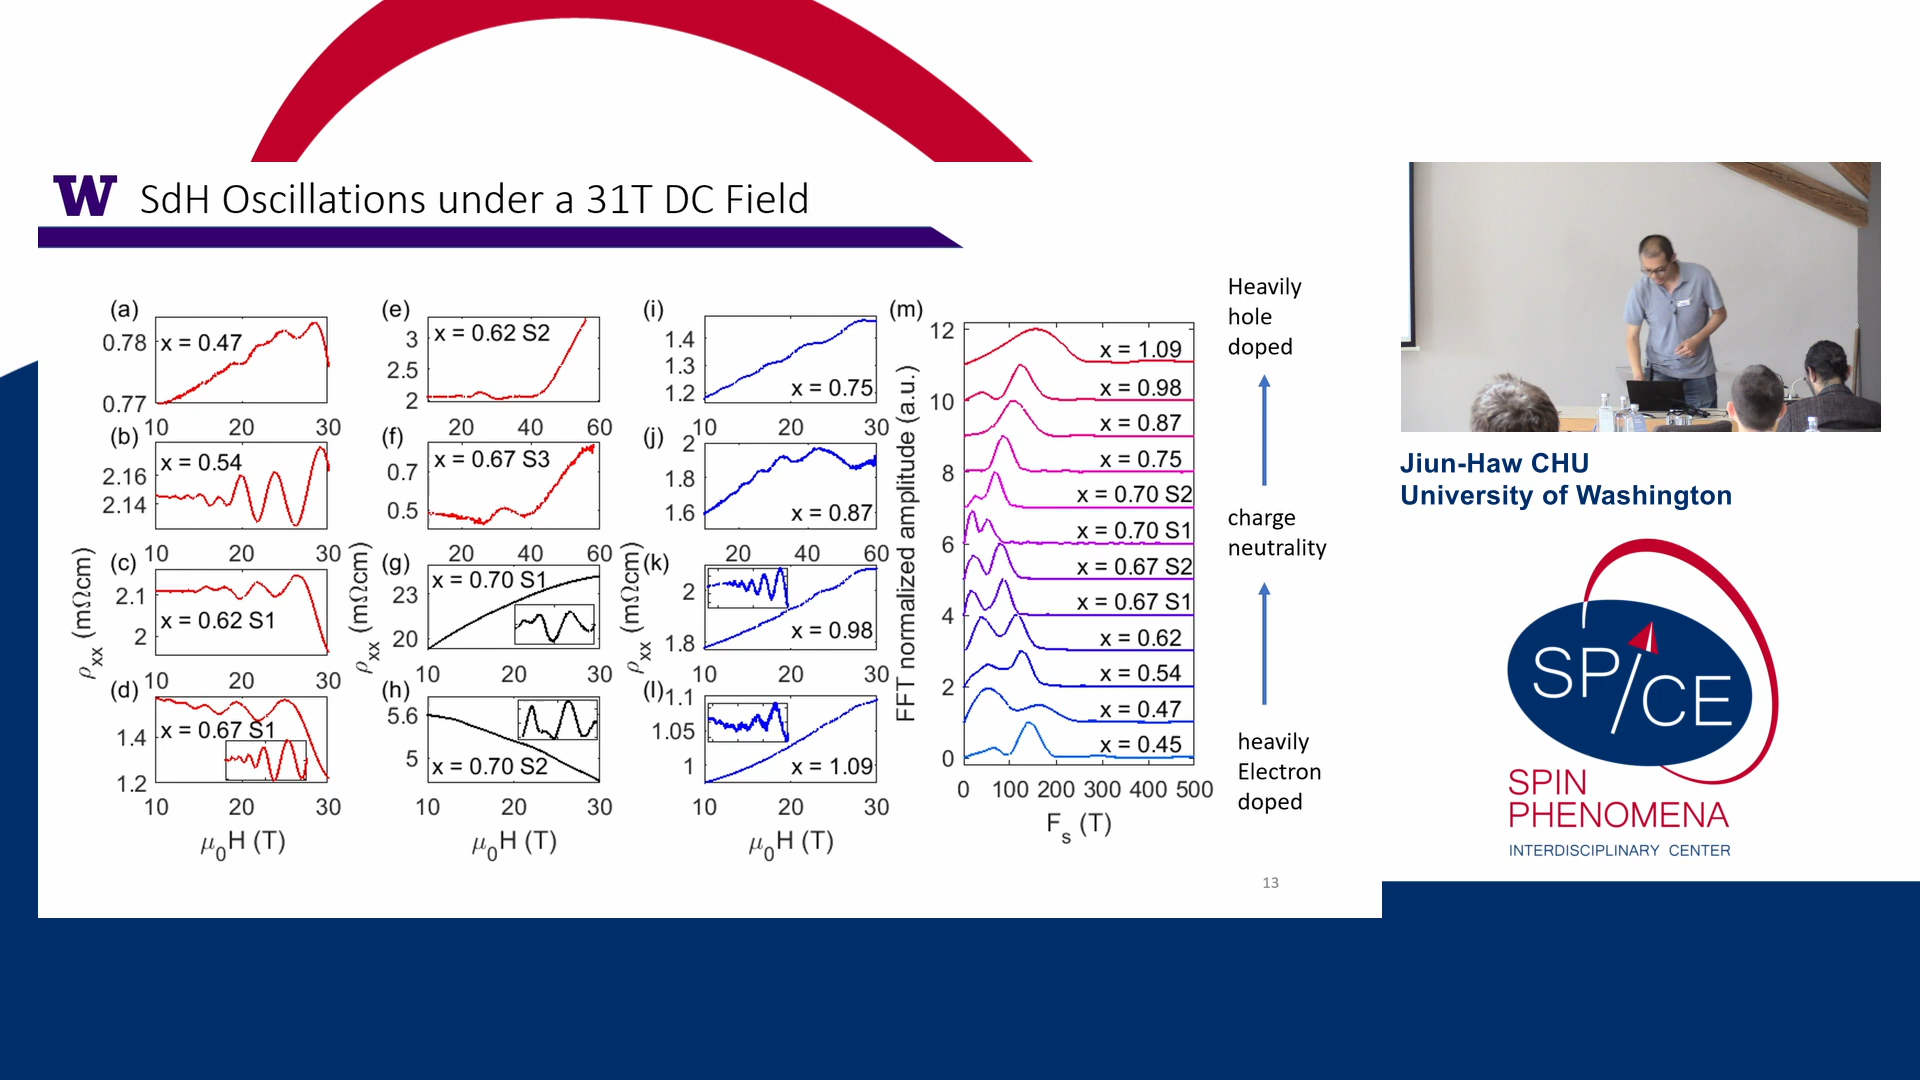 W SdH Oscillations under a 31T DC Field
(a)
x = 0.47
0.78
0.77
10 20 30
(b)
x = 0.54
2.16
2.14
10 20 30
(c)
x = 0.62 S1
2.1
2
10 20 30
(d)
x = 0.67 S1
1.4
1.2
10 20 30
ρxx (mΩcm)
μ0H (T)
(e)
x = 0.62 S2
3
2.5
2
20 40 60
(f)
x = 0.67 S3
0.7
0.5
20 40 60
(g)
x = 0.70 S1
23
20
10 20 30
(h)
x = 0.70 S2
5.6
5
10 20 30
ρxx (mΩcm)
μ0H (T)
(i)
x = 0.75
1.4
1.3
1.2
10 20 30
(j)
x = 0.87
2
1.8
1.6
20 40 60
(k)
x = 0.98
2
1.8
10 20 30
(l)
x = 1.09
1.1
1.05
1
10 20 30
ρxx (mΩcm)
μ0H (T)
(m)
FFT normalized amplitude (a.u.)
12
10
8
6
4
2
0
x = 1.09
x = 0.98
x = 0.87
x = 0.75
x = 0.70 S2
x = 0.70 S1
x = 0.67 S2
x = 0.67 S1
x = 0.62
x = 0.54
x = 0.47
x = 0.45
0 100 200 300 400 500
Fs (T)
Heavily
hole
doped
charge
neutrality
heavily
Electron
doped
13
Jiun-Haw CHU
University of Washington
SP/CE
SPIN
PHENOMENA
INTERDISCIPLINARY CENTER